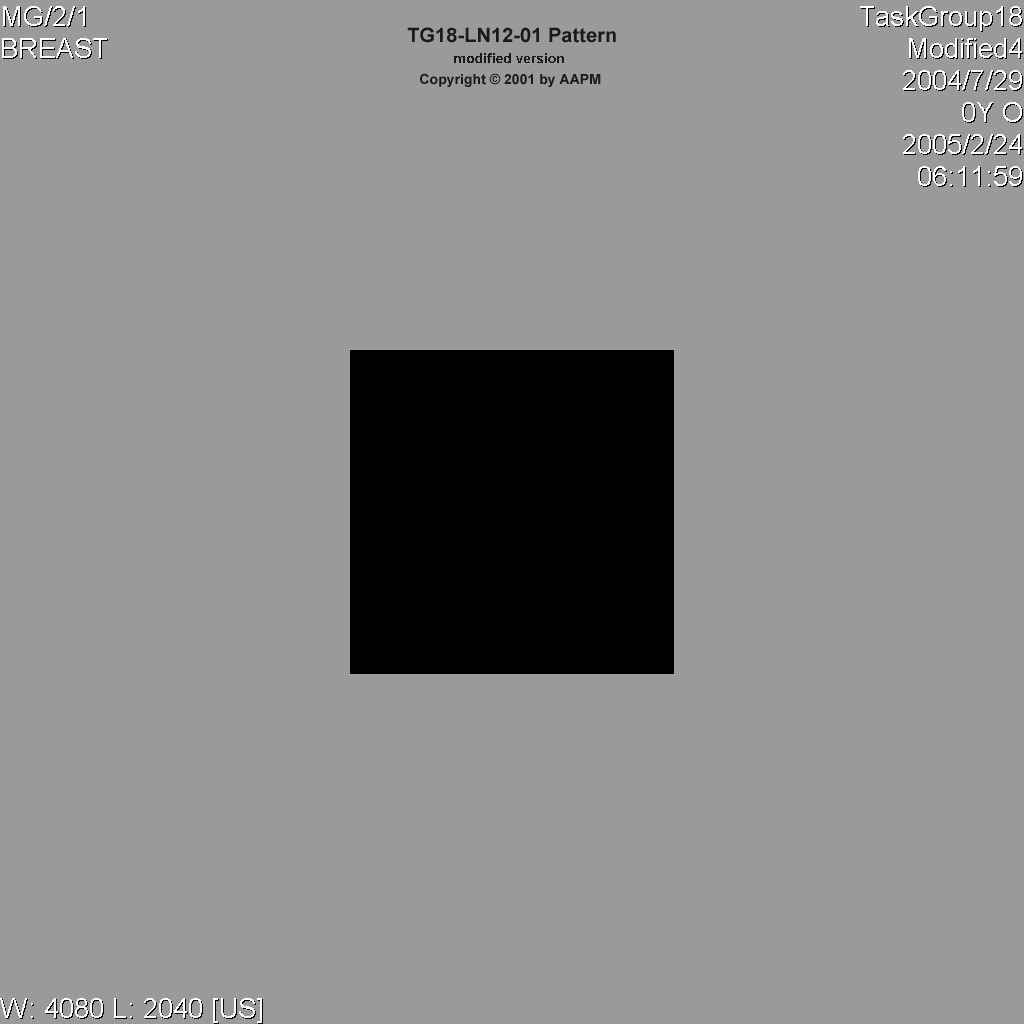 MG/2/1
BREAST
TG18-LN12-01 Pattern
modified version
Copyright © 2001 by AAPM
TaskGroup18
Modified4
2004/7/29
0Y O
2005/2/24
06:11:59
W: 4080 L: 2040 [US]